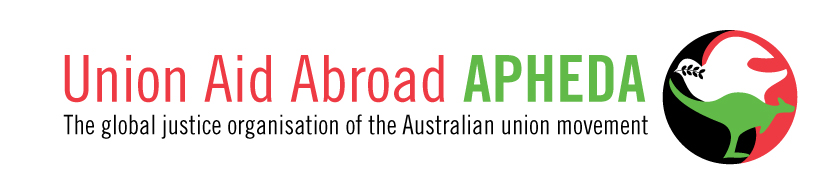 Union Aid Abroad APHEDA
The global justice organisation of the Australian union movement